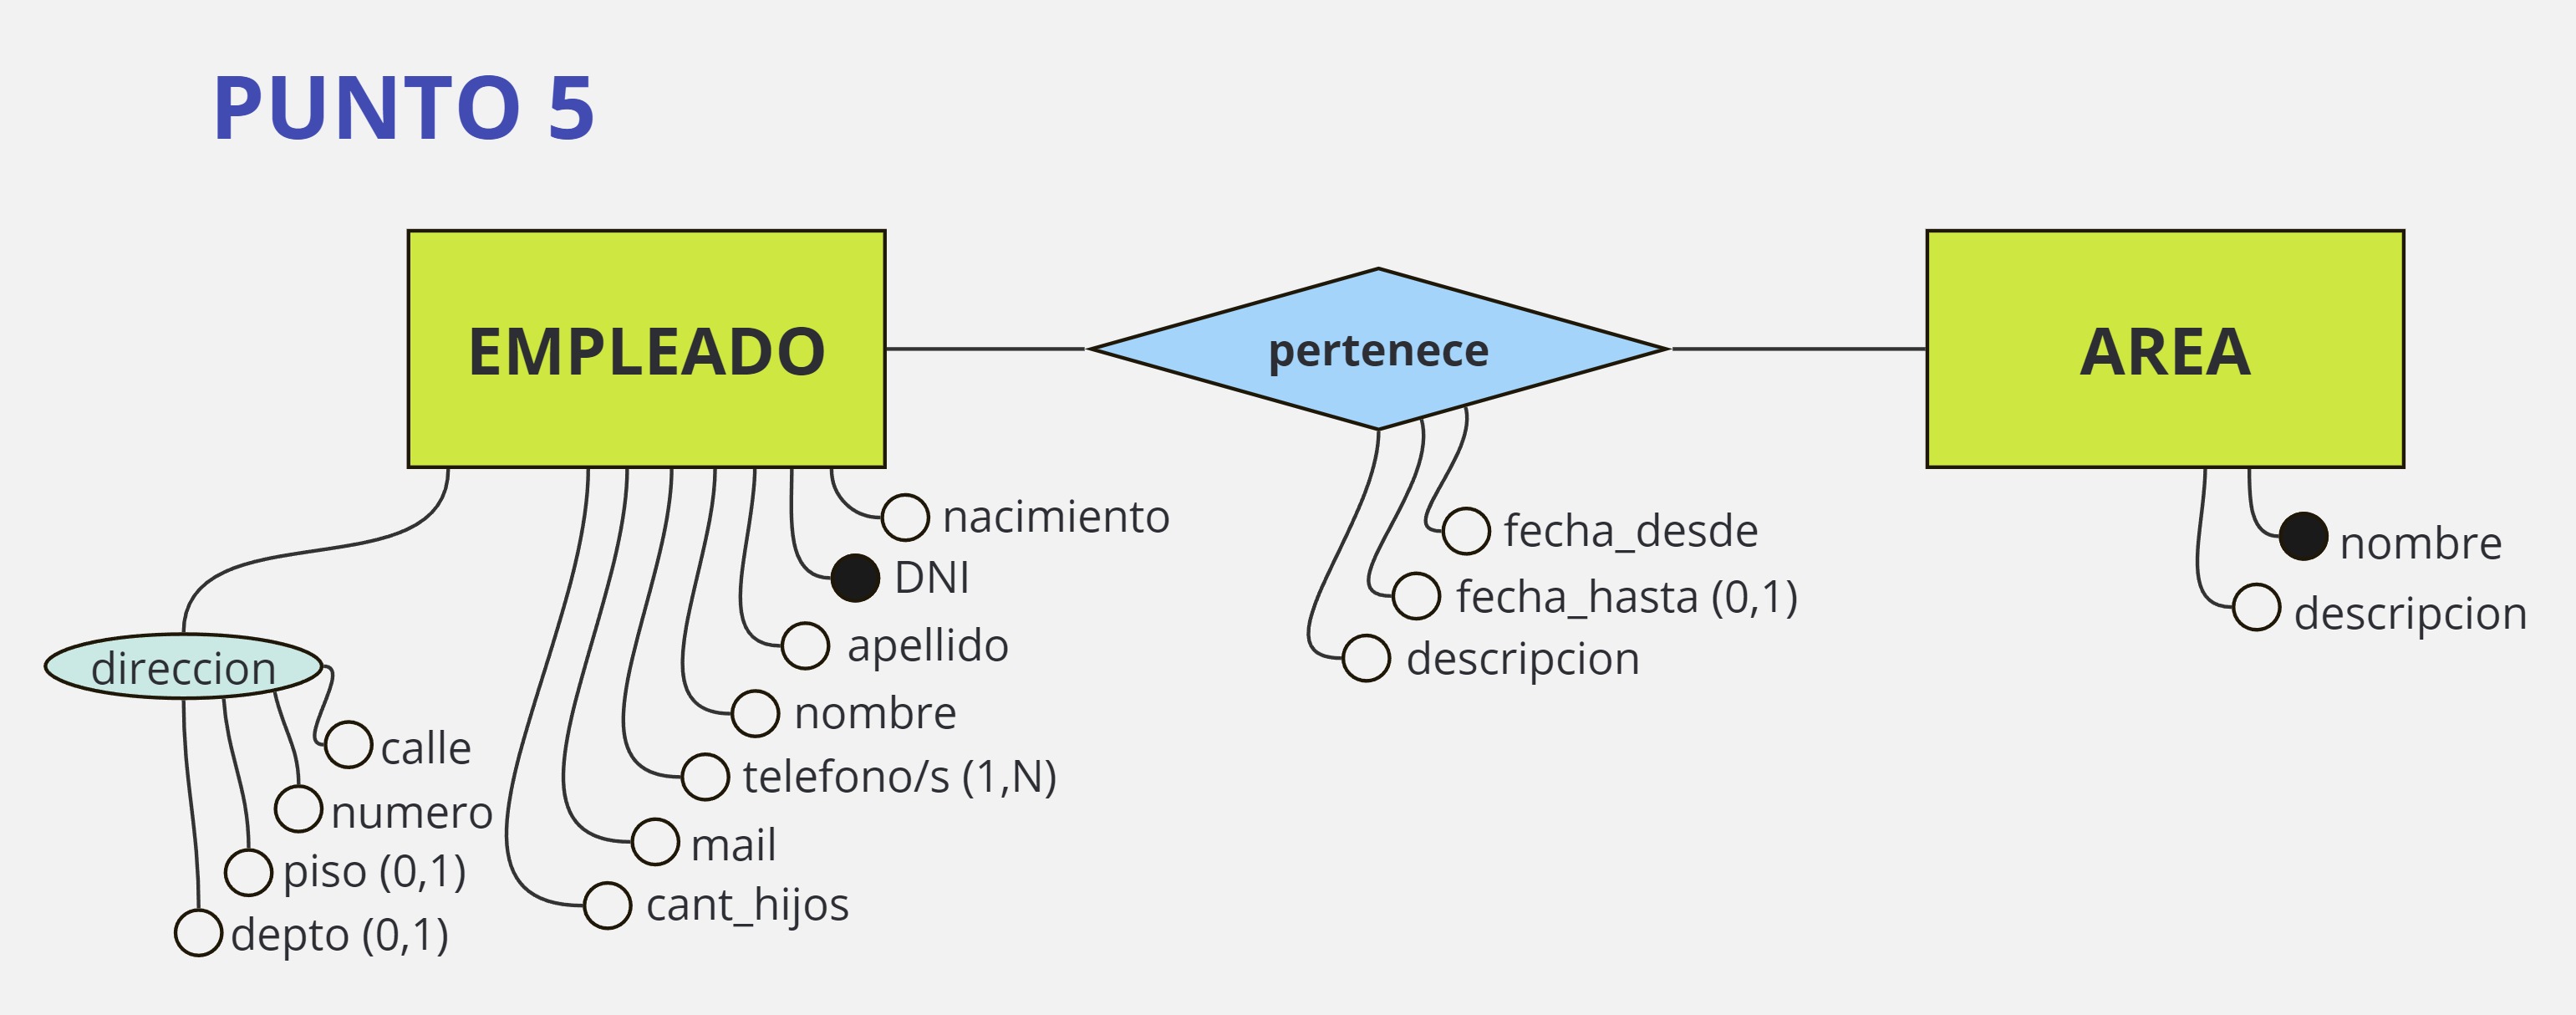 PUNTO 5
EMPLEADO
pertenece
AREA
nacimiento
DNI
apellido
nombre
telefono/s (1,N)
mail
cant_hijos
direccion
calle
numero
piso (0,1)
depto (0,1)
fecha_desde
fecha_hasta (0,1)
descripcion
nombre
descripcion